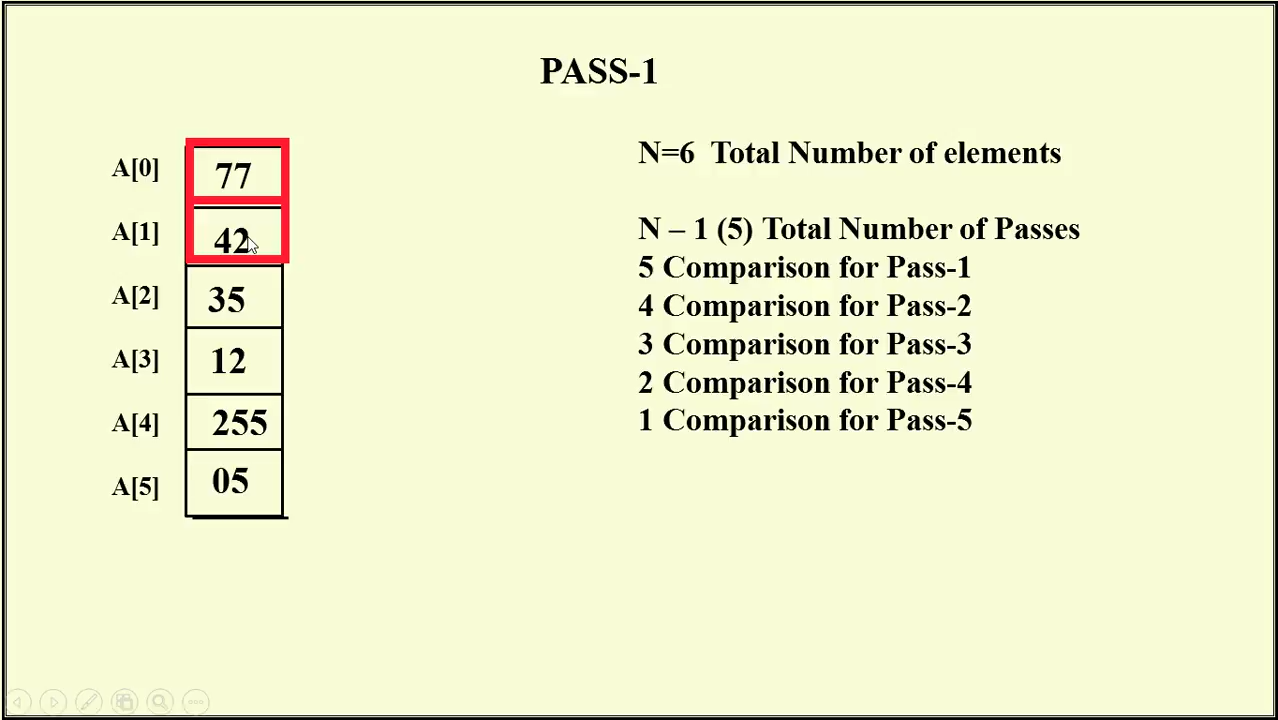 PASS-1
A[0] 77
A[1] 42
A[2] 35
A[3] 12
A[4] 255
A[5] 05
N=6 Total Number of elements
N – 1 (5) Total Number of Passes
5 Comparison for Pass-1
4 Comparison for Pass-2
3 Comparison for Pass-3
2 Comparison for Pass-4
1 Comparison for Pass-5